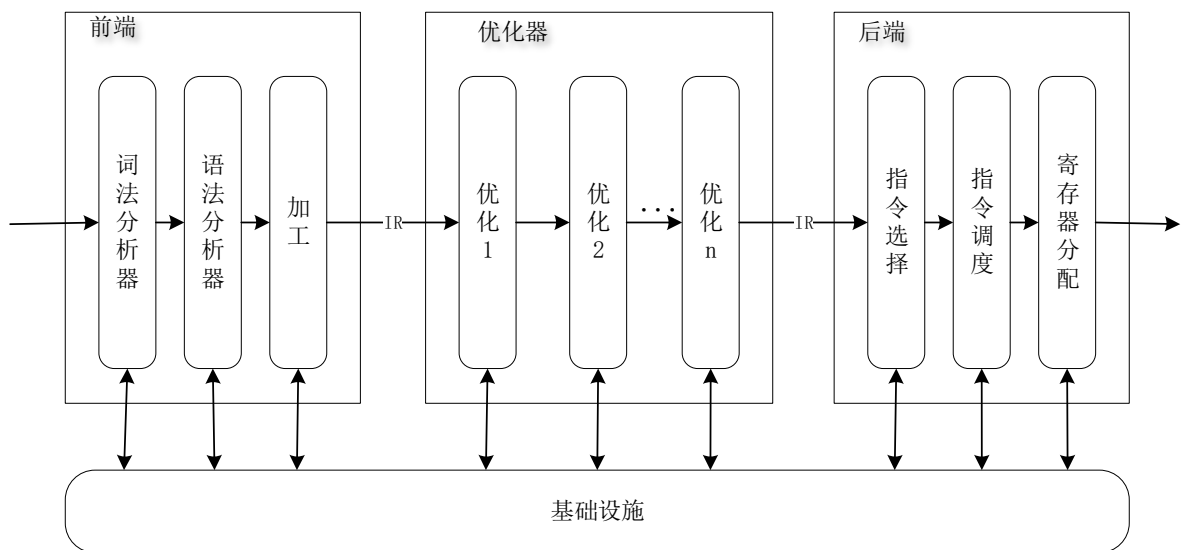 前端
优化器
后端
词法分析器
语法分析器
加工
IR
优化1
优化2
...
优化n
IR
指令选择
指令调度
寄存器分配
基础设施